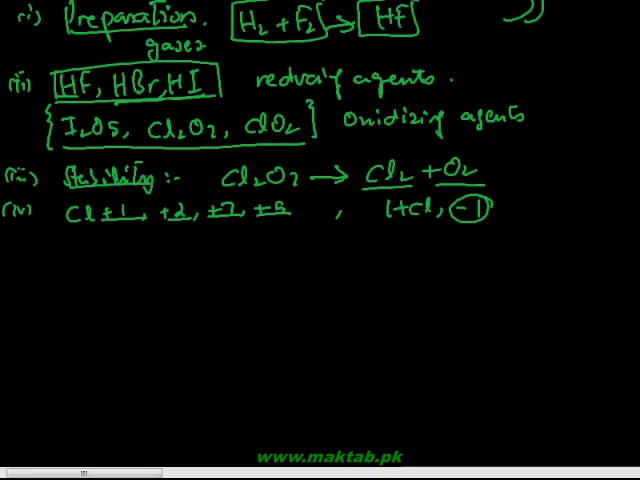 (i) Preparation. H2 + F2 → HF
gases
(ii) HF, HBr, HI reducing agents.
{ I2O5, Cl2O7, ClO2 } Oxidizing agents
(iii) Stability :- Cl2O7 → Cl2 + O2
(iv) Cl +1, +2, +7, +5 , HCl, -1
www.maktab.pk